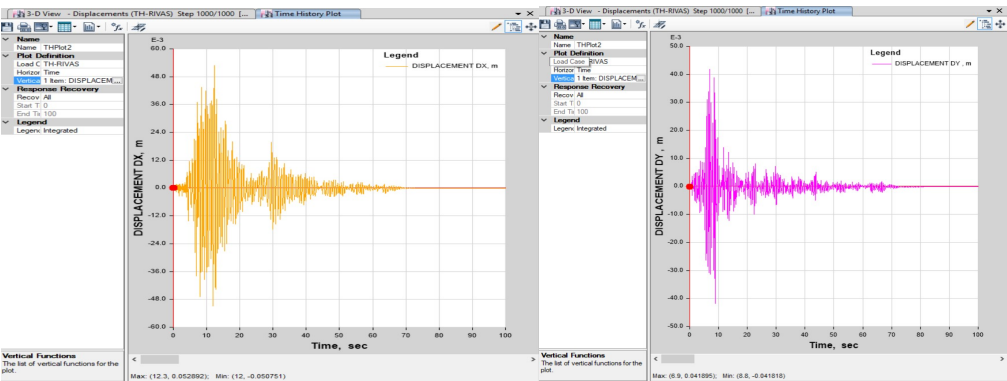 3-D View - Displacements (TH-RIVAS) Step 1000/1000 [...
Time History Plot
Name
Name THPlot2
Plot Definition
Load C TH-RIVAS
Horizor Time
Vertica 1 Item: DISPLACEM...
Response Recovery
Recov All
Start T 0
End Ti 100
Legend
Legen Integrated
Vertical Functions
The list of vertical functions for the
plot.
E-3
60.0
48.0
36.0
24.0
12.0
0.0
-12.0
-24.0
-36.0
-48.0
-60.0
DISPLACEMENT DX, m
Legend
DISPLACEMENT DX, m
0 10 20 30 40 50 60 70 80 90 100
Time, sec
Max: (12.3, 0.052892); Min: (12, -0.050751)
3-D View - Displacements (TH-RIVAS) Step 1000/1000 [...
Time History Plot
Name
Name THPlot2
Plot Definition
Load Case RIVAS
Horizor Time
Vertica 1 Item: DISPLACEM...
Response Recovery
Recov All
Start T 0
End Ti 100
Legend
Legen Integrated
Vertical Functions
The list of vertical functions for the
plot.
E-3
50.0
40.0
30.0
20.0
10.0
0.0
-10.0
-20.0
-30.0
-40.0
-50.0
DISPLACEMENT DY, m
Legend
DISPLACEMENT DY , m
0 10 20 30 40 50 60 70 80 90 100
Time, sec
Max: (6.9, 0.041895); Min: (8.8, -0.041818)